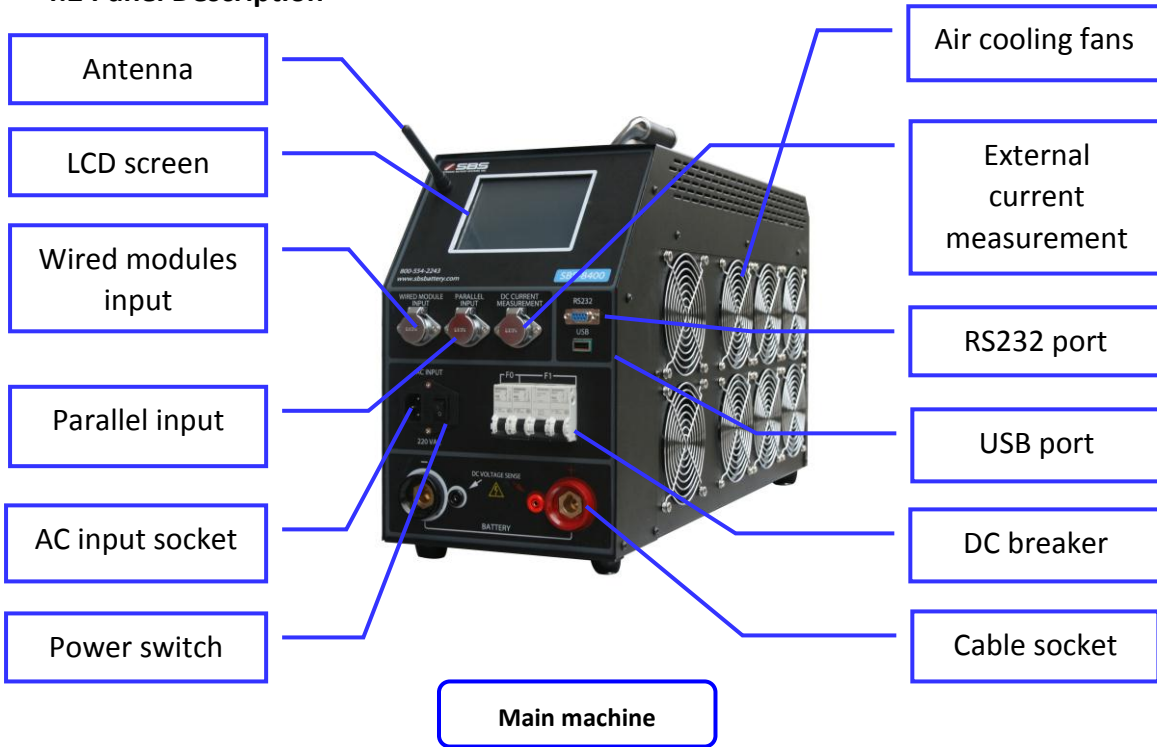 Antenna
LCD screen
Wired modules
input
Parallel input
AC input socket
Power switch
Air cooling fans
External
current
measurement
RS232 port
USB port
DC breaker
Cable socket
SBS
800-554-2243
www.sbsbattery.com
WIRED MODULE
INPUT
PARALLEL
INPUT
DC CURRENT
MEASUREMENT
RS232
USB
AC INPUT
F0
F1
DC VOLTAGE SENSE
BATTERY
Main machine